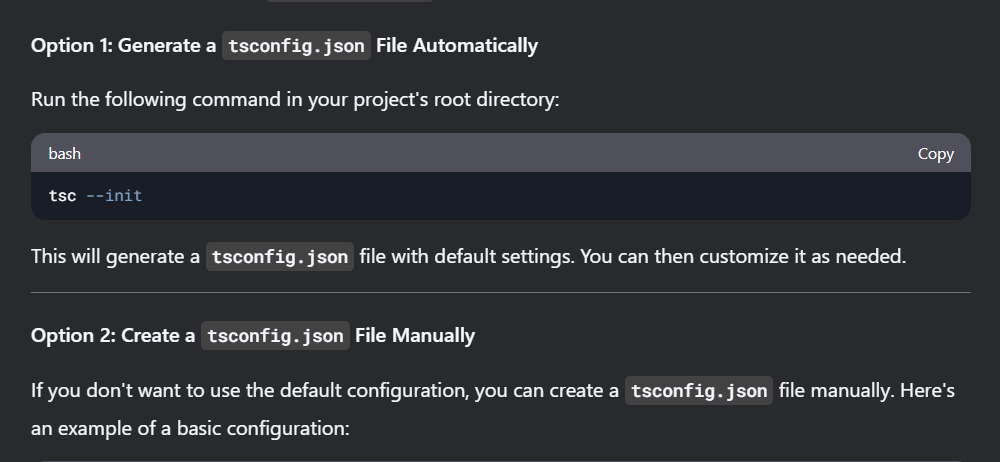 Option 1: Generate a tsconfig.json File Automatically
Run the following command in your project's root directory:
bash
Copy
tsc --init
This will generate a tsconfig.json file with default settings. You can then customize it as needed.
Option 2: Create a tsconfig.json File Manually
If you don't want to use the default configuration, you can create a tsconfig.json file manually. Here's
an example of a basic configuration: